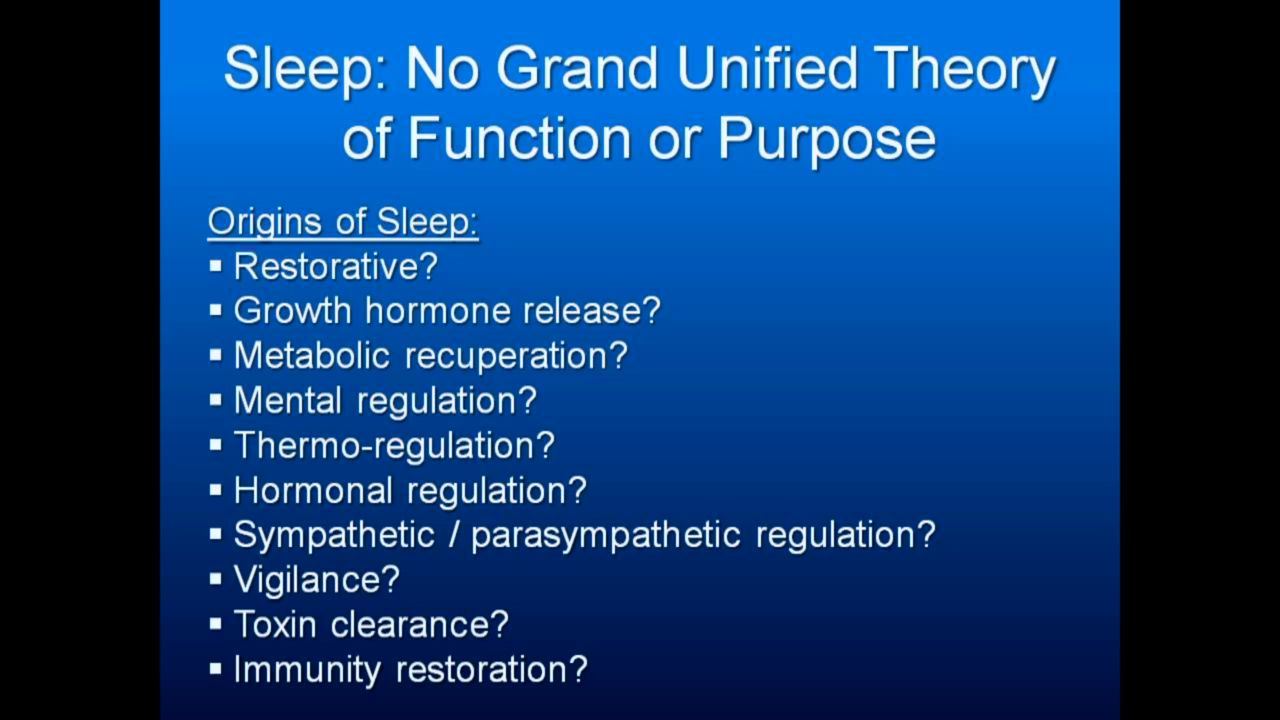 Sleep: No Grand Unified Theory
of Function or Purpose
Origins of Sleep:
▪ Restorative?
▪ Growth hormone release?
▪ Metabolic recuperation?
▪ Mental regulation?
▪ Thermo-regulation?
▪ Hormonal regulation?
▪ Sympathetic / parasympathetic regulation?
▪ Vigilance?
▪ Toxin clearance?
▪ Immunity restoration?